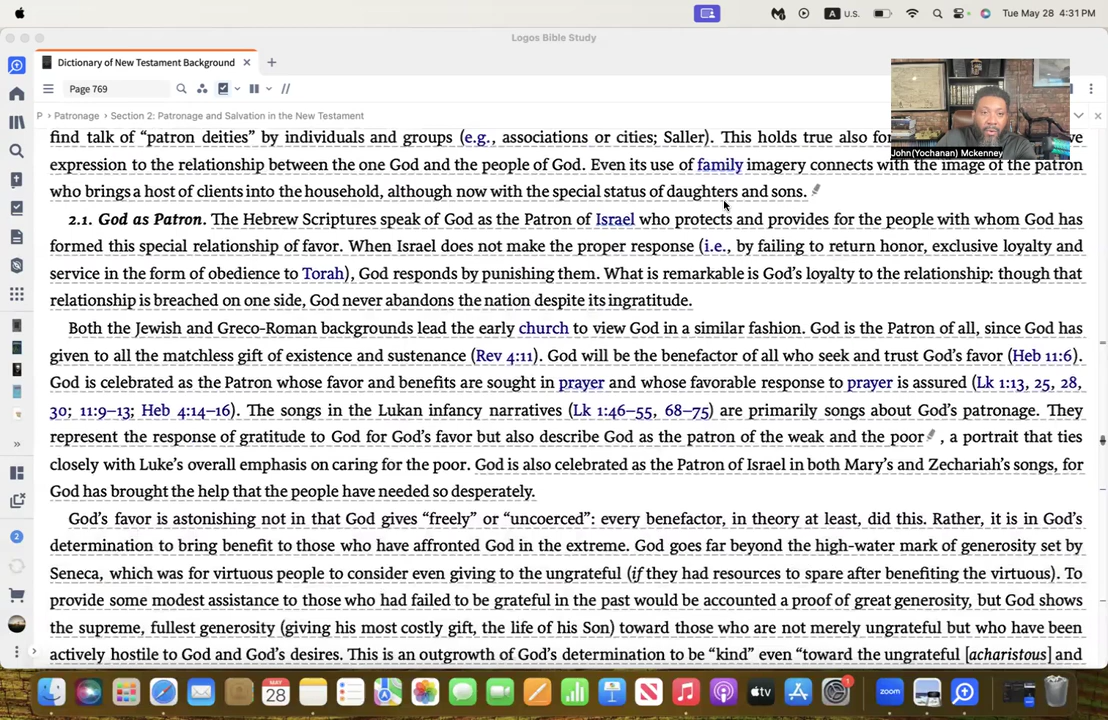 A U.S. Tue May 28 4:31 PM
Logos Bible Study
Dictionary of New Testament Background
Page 769
P › Patronage › Section 2: Patronage and Salvation in the New Testament
find talk of “patron deities” by individuals and groups (e.g., associations or cities; Saller). This holds true also for
expression to the relationship between the one God and the people of God. Even its use of family imagery connects with the image of the patron
who brings a host of clients into the household, although now with the special status of daughters and sons.
John(Yochanan) Mckenney
2.1. God as Patron. The Hebrew Scriptures speak of God as the Patron of Israel who protects and provides for the people with whom God has
formed this special relationship of favor. When Israel does not make the proper response (i.e., by failing to return honor, exclusive loyalty and
service in the form of obedience to Torah), God responds by punishing them. What is remarkable is God’s loyalty to the relationship: though that
relationship is breached on one side, God never abandons the nation despite its ingratitude.
Both the Jewish and Greco-Roman backgrounds lead the early church to view God in a similar fashion. God is the Patron of all, since God has
given to all the matchless gift of existence and sustenance (Rev 4:11). God will be the benefactor of all who seek and trust God’s favor (Heb 11:6).
God is celebrated as the Patron whose favor and benefits are sought in prayer and whose favorable response to prayer is assured (Lk 1:13, 25, 28,
30; 11:9–13; Heb 4:14–16). The songs in the Lukan infancy narratives (Lk 1:46–55, 68–75) are primarily songs about God’s patronage. They
represent the response of gratitude to God for God’s favor but also describe God as the patron of the weak and the poor , a portrait that ties
closely with Luke’s overall emphasis on caring for the poor. God is also celebrated as the Patron of Israel in both Mary’s and Zechariah’s songs, for
God has brought the help that the people have needed so desperately.
God’s favor is astonishing not in that God gives “freely” or “uncoerced”: every benefactor, in theory at least, did this. Rather, it is in God’s
determination to bring benefit to those who have affronted God in the extreme. God goes far beyond the high-water mark of generosity set by
Seneca, which was for virtuous people to consider even giving to the ungrateful (if they had resources to spare after benefiting the virtuous). To
provide some modest assistance to those who had failed to be grateful in the past would be accounted a proof of great generosity, but God shows
the supreme, fullest generosity (giving his most costly gift, the life of his Son) toward those who are not merely ungrateful but who have been
actively hostile to God and God’s desires. This is an outgrowth of God’s determination to be “kind” even “toward the ungrateful [acharistous] and
2
MAY
28
tv
1
zoom